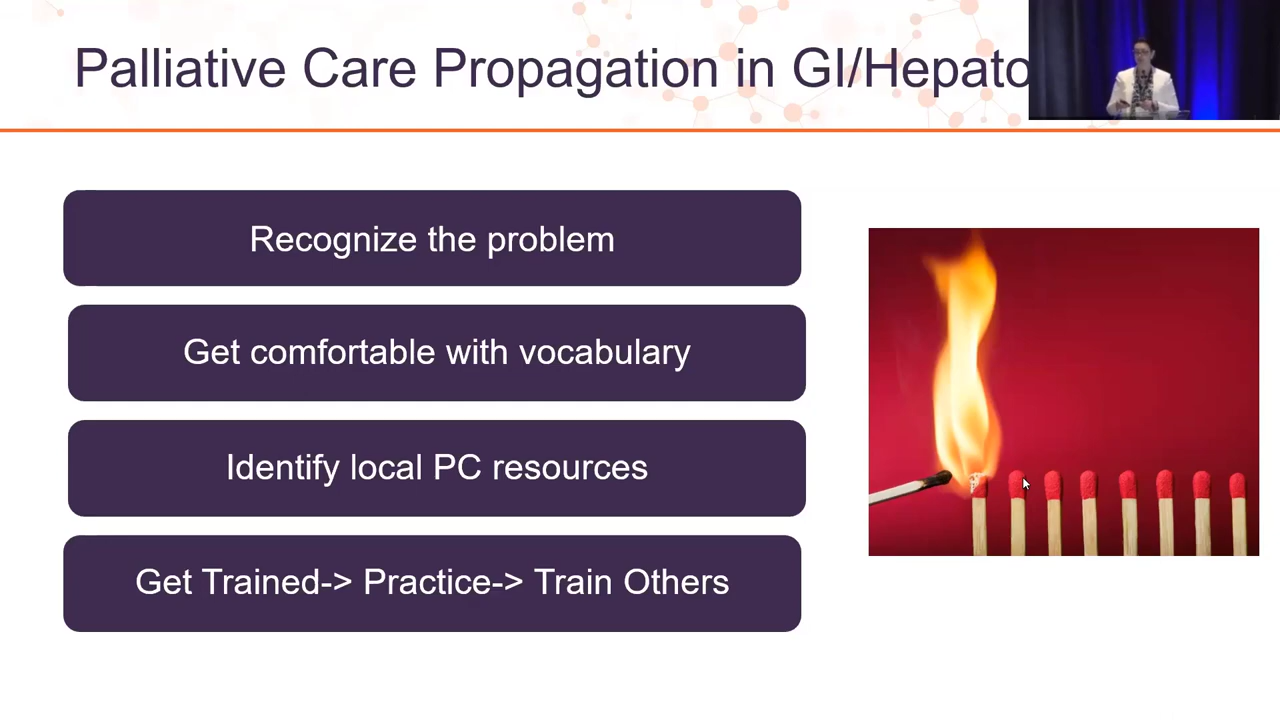 Palliative Care Propagation in GI/Hepato
Recognize the problem
Get comfortable with vocabulary
Identify local PC resources
Get Trained-> Practice-> Train Others